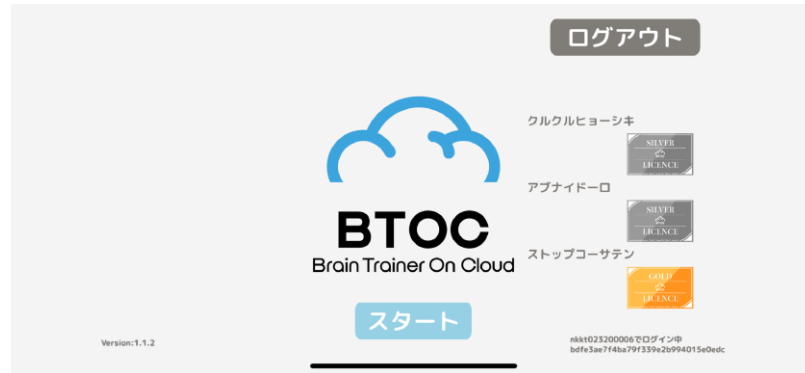 ログアウト
クルクルヒョーシキ
SILVER
LICENCE
アブナイドーロ
SILVER
LICENCE
ストップコーサテン
GOLD
LICENCE
BTOC
Brain Trainer On Cloud
スタート
Version:1.1.2
nkkt023200006でログイン中
bdfe3ae7f4ba79f339e2b994015e0edc